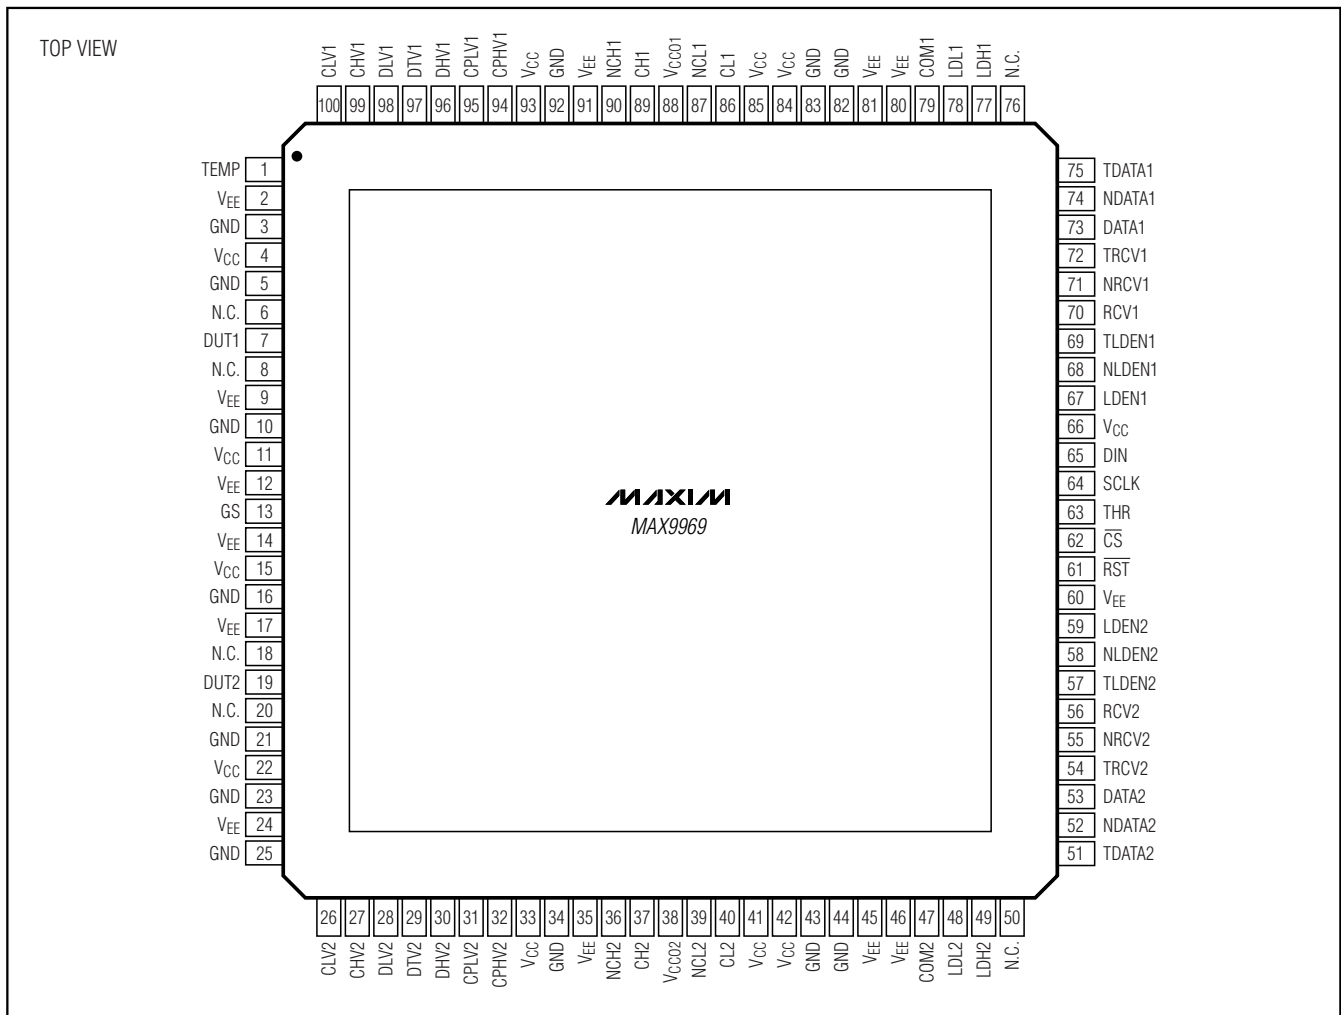 TOP VIEW
CLV1 CHV1 DLV1 DTV1 DHV1 CPLV1 CPHV1 VCC GND VEE NCH1 CH1 VCCO1 NCL1 CL1 VCC VCC GND GND VEE VEE COM1 LDL1 LDH1 N.C.
100 99 98 97 96 95 94 93 92 91 90 89 88 87 86 85 84 83 82 81 80 79 78 77 76
TEMP 1
VEE 2
GND 3
VCC 4
GND 5
N.C. 6
DUT1 7
N.C. 8
VEE 9
GND 10
VCC 11
VEE 12
GS 13
VEE 14
VCC 15
GND 16
VEE 17
N.C. 18
DUT2 19
N.C. 20
GND 21
VCC 22
GND 23
VEE 24
GND 25
MAXIM
MAX9969
75 TDATA1
74 NDATA1
73 DATA1
72 TRCV1
71 NRCV1
70 RCV1
69 TLDEN1
68 NLDEN1
67 LDEN1
66 VCC
65 DIN
64 SCLK
63 THR
62 C̅S̅
61 R̅S̅T̅
60 VEE
59 LDEN2
58 NLDEN2
57 TLDEN2
56 RCV2
55 NRCV2
54 TRCV2
53 DATA2
52 NDATA2
51 TDATA2
26 27 28 29 30 31 32 33 34 35 36 37 38 39 40 41 42 43 44 45 46 47 48 49 50
CLV2 CHV2 DLV2 DTV2 DHV2 CPLV2 CPHV2 VCC GND VEE NCH2 CH2 VCCO2 NCL2 CL2 VCC VCC GND GND VEE VEE COM2 LDL2 LDH2 N.C.